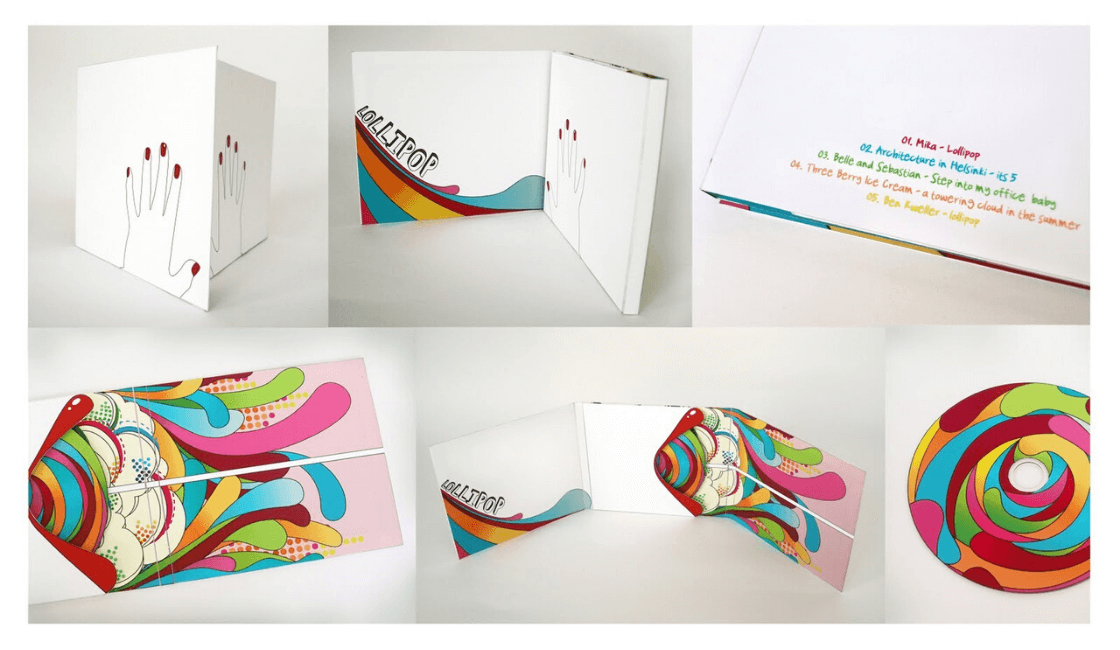 LOLLIPOP
01. Mika - Lollipop
02. Architecture in Helsinki - its 5
03. Belle and Sebastian - Step into my office baby
04. Three Berry Ice Cream - a towering cloud in the summer
05. Ben Kweller - lollipop
LOLLIPOP